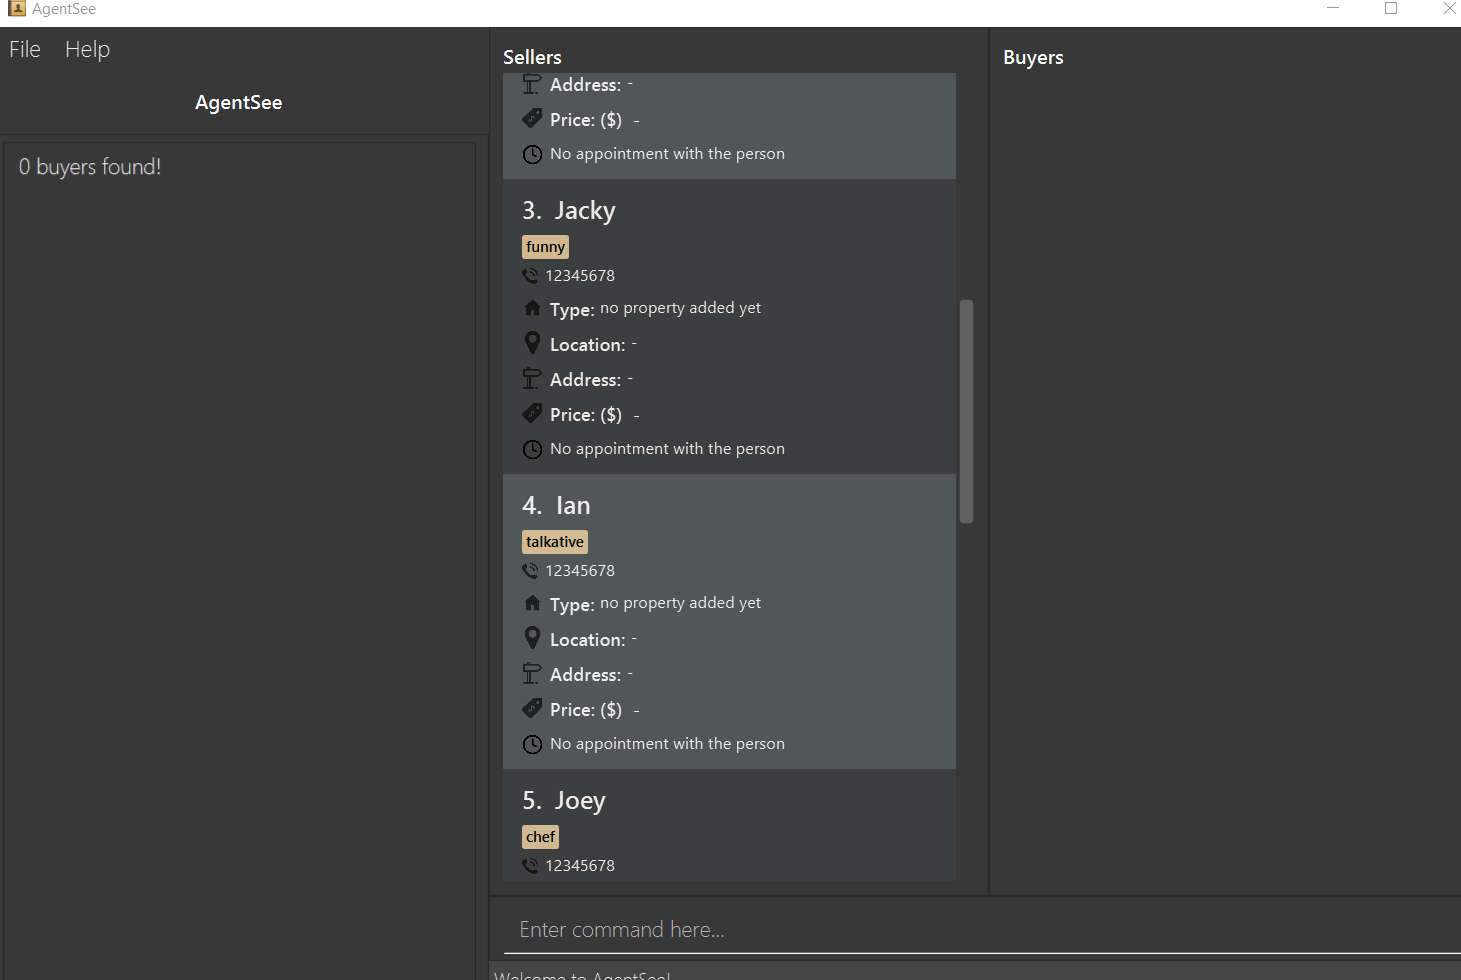 AgentSee
File Help
AgentSee
0 buyers found!
Sellers
Address: -
Price: ($) -
No appointment with the person
3. Jacky
funny
12345678
Type: no property added yet
Location: -
Address: -
Price: ($) -
No appointment with the person
4. Ian
talkative
12345678
Type: no property added yet
Location: -
Address: -
Price: ($) -
No appointment with the person
5. Joey
chef
12345678
Buyers
Enter command here...
Welcome to AgentSee!